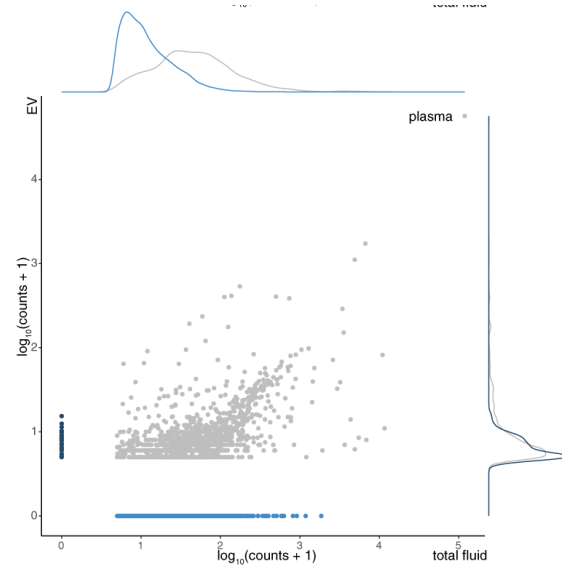 total fluid
EV
plasma
4
3
2
1
0
log10(counts + 1)
0 1 2 3 4 5
log10(counts + 1) total fluid